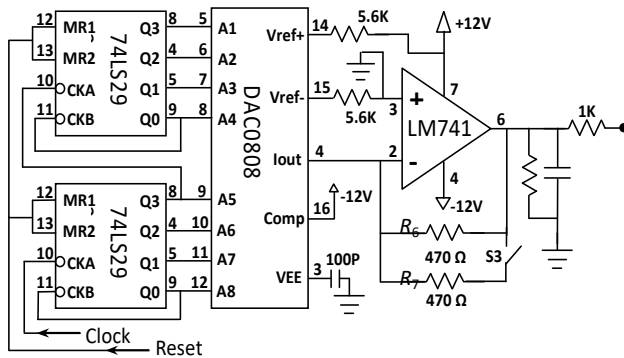 12 MR1 Q3 8 5 A1 Vref+ 14 5.6K +12V
13 MR2 Q2 4 6 A2
10 CKA Q1 5 7 A3 Vref- 15 5.6K
11 CKB Q0 9 8 A4
74LS29
~
DAC0808
3 + 7 6 1K
LM741
Iout 4 2 - 4
-12V
12 MR1 Q3 8 9 A5
13 MR2 Q2 4 10 A6 Comp 16 -12V
10 CKA Q1 5 11 A7
11 CKB Q0 9 12 A8 VEE 3 100P
74LS29
~
R6
470 Ω
S3
R7
470 Ω
Clock
Reset